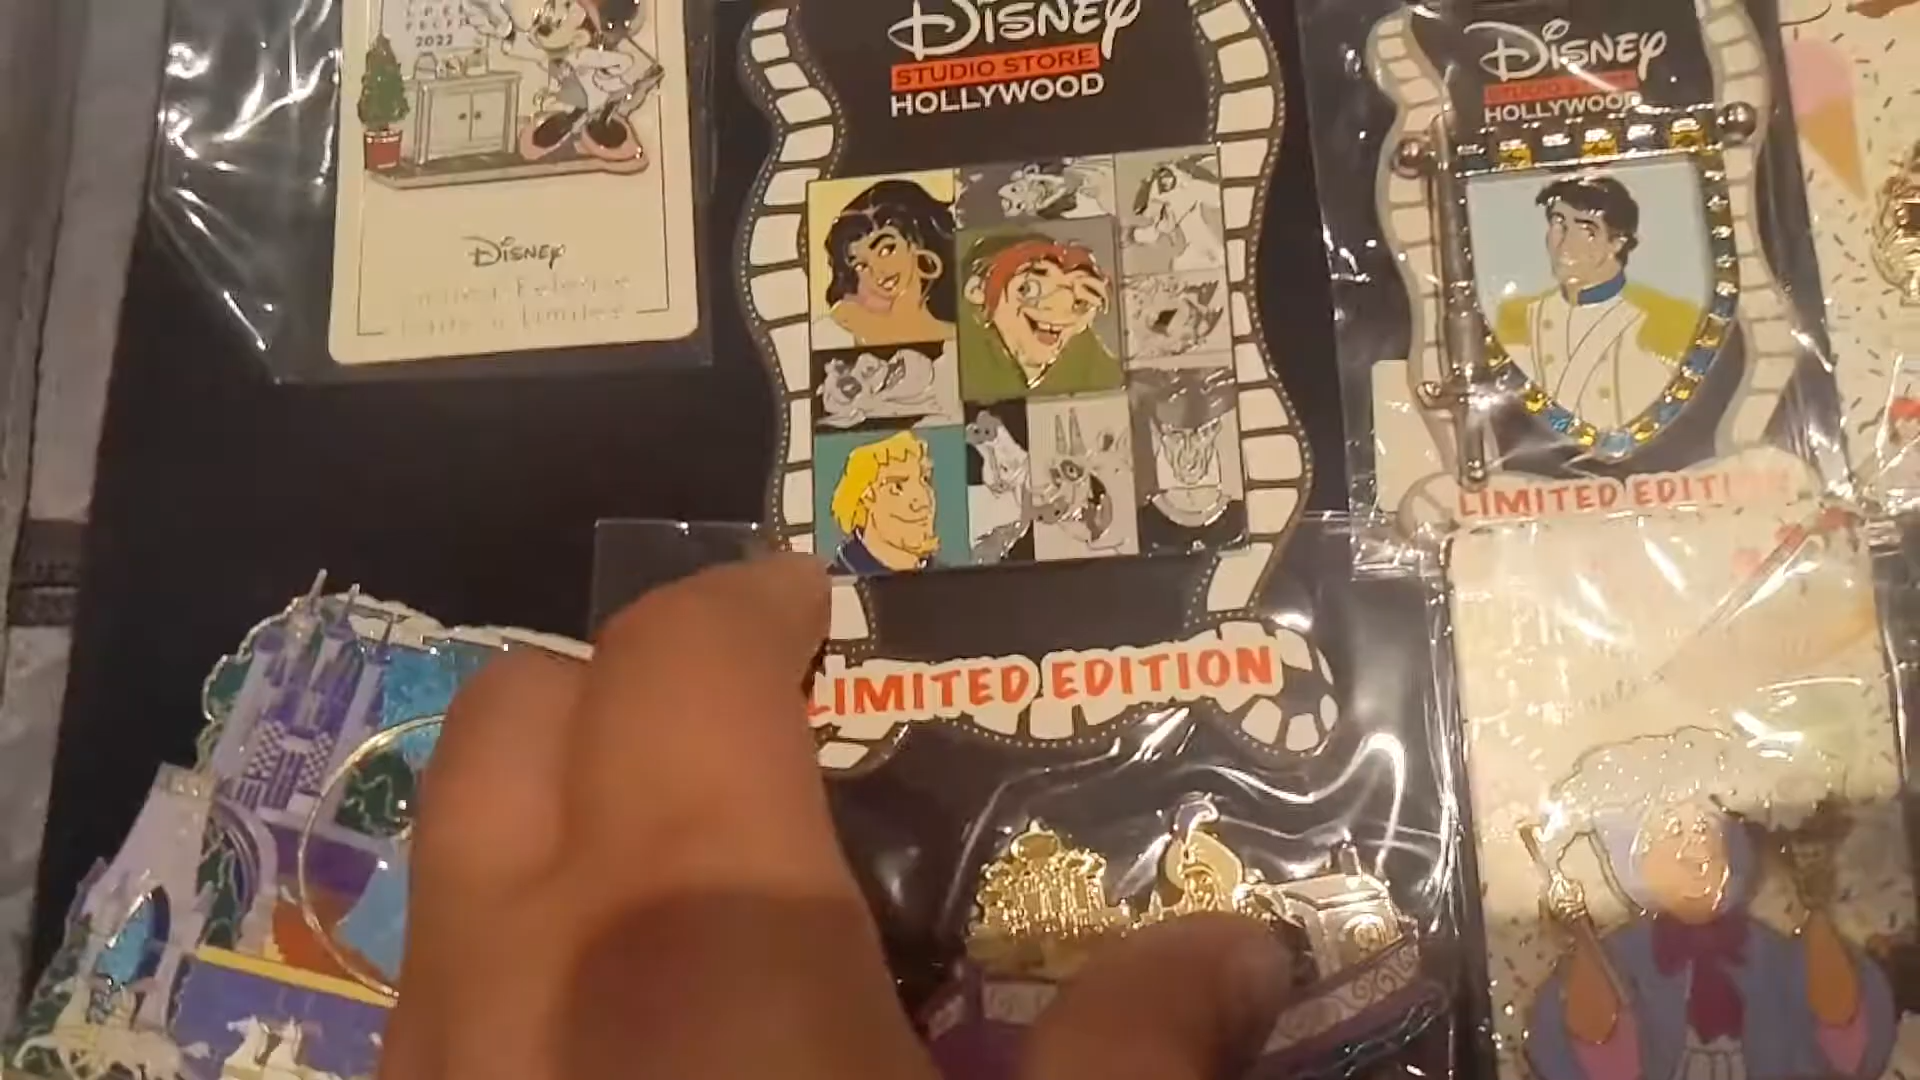 2022
Disney
Disney
STUDIO STORE
HOLLYWOOD
LIMITED EDITION
Disney
STUDIO STORE
HOLLYWOOD
LIMITED EDITION